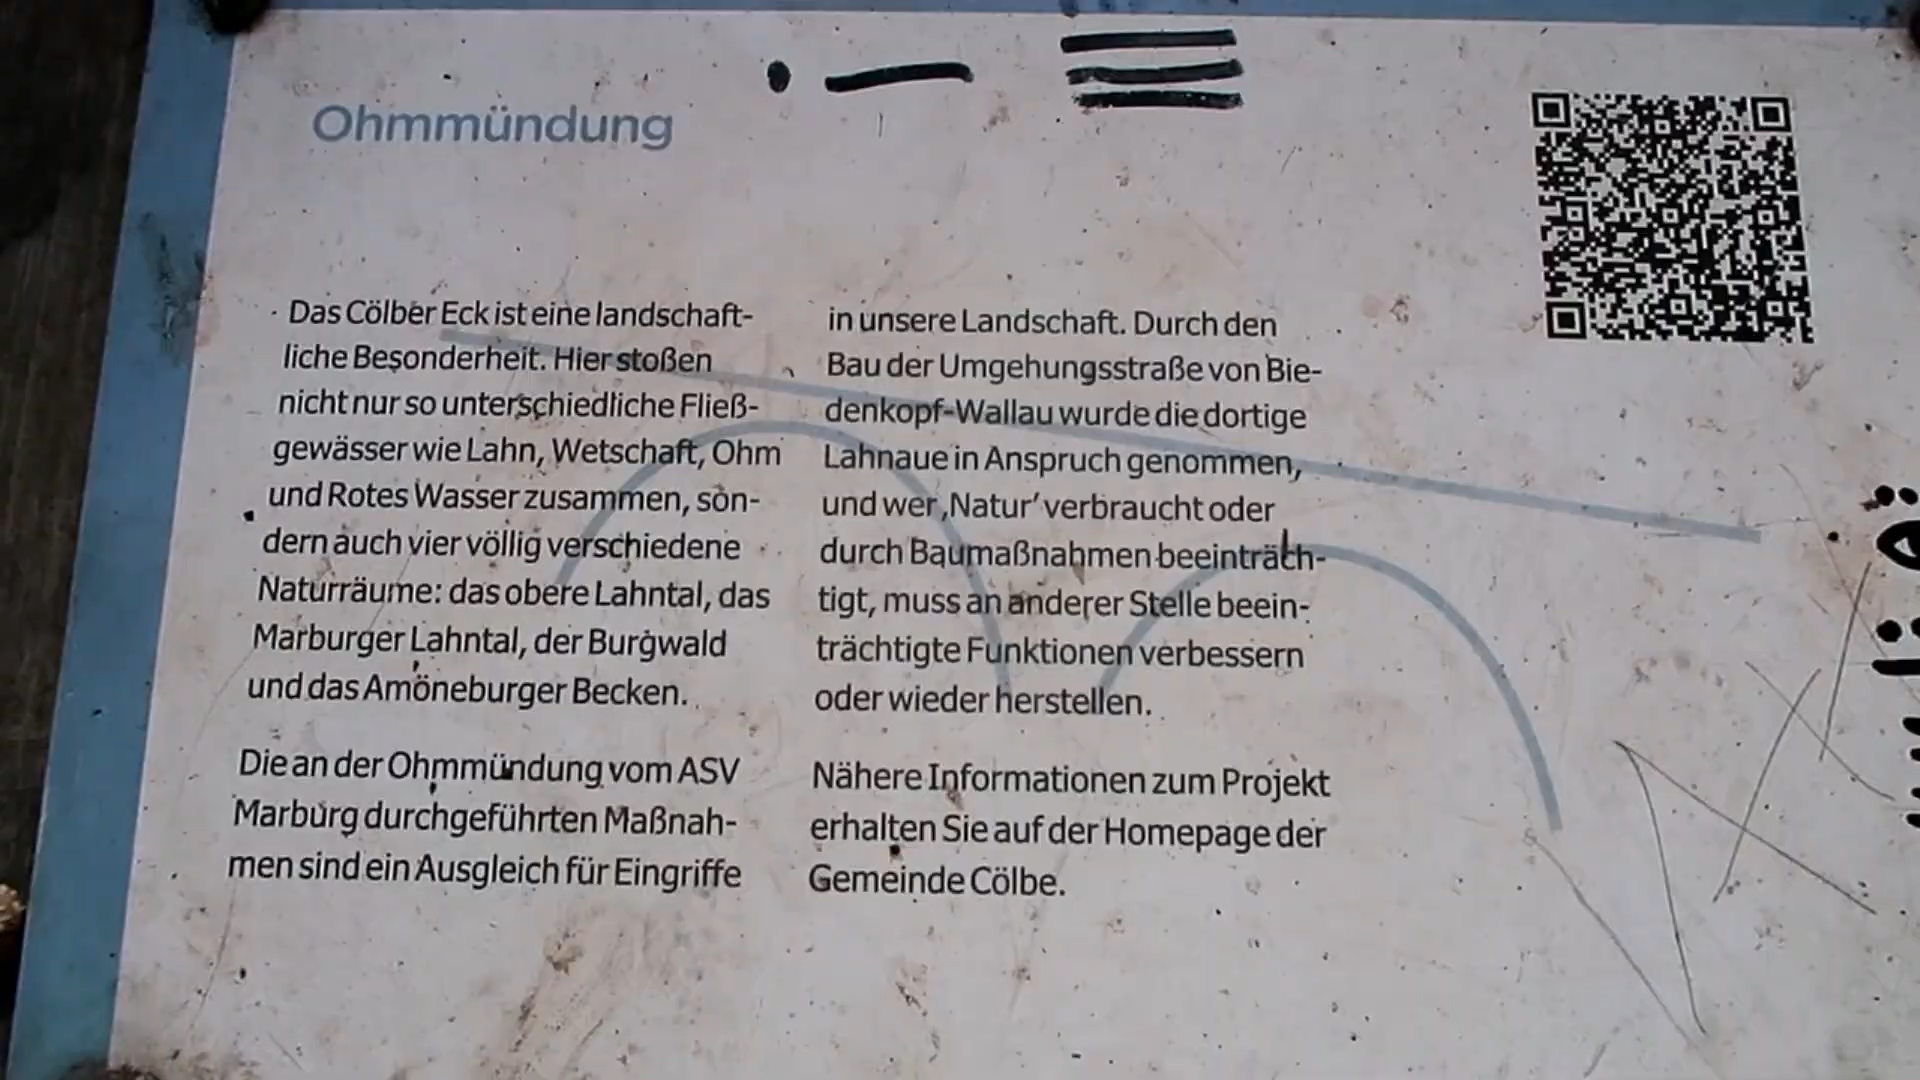 Ohmmündung
Das Cölber Eck ist eine landschaft-
liche Besonderheit. Hier stoßen
nicht nur so unterschiedliche Fließ-
gewässer wie Lahn, Wetschaft, Ohm
und Rotes Wasser zusammen, son-
dern auch vier völlig verschiedene
Naturräume: das obere Lahntal, das
Marburger Lahntal, der Burgwald
und das Amöneburger Becken.
Die an der Ohmmündung vom ASV
Marburg durchgeführten Maßnah-
men sind ein Ausgleich für Eingriffe
in unsere Landschaft. Durch den
Bau der Umgehungsstraße von Bie-
denkopf-Wallau wurde die dortige
Lahnaue in Anspruch genommen,
und wer ‚Natur’ verbraucht oder
durch Baumaßnahmen beeinträch-
tigt, muss an anderer Stelle beein-
trächtigte Funktionen verbessern
oder wieder herstellen.
Nähere Informationen zum Projekt
erhalten Sie auf der Homepage der
Gemeinde Cölbe.